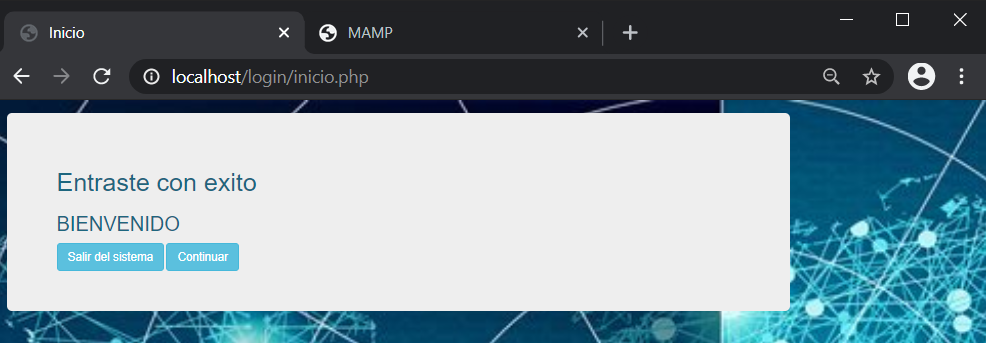 Inicio
MAMP
localhost/login/inicio.php
Entraste con exito
BIENVENIDO
Salir del sistema Continuar